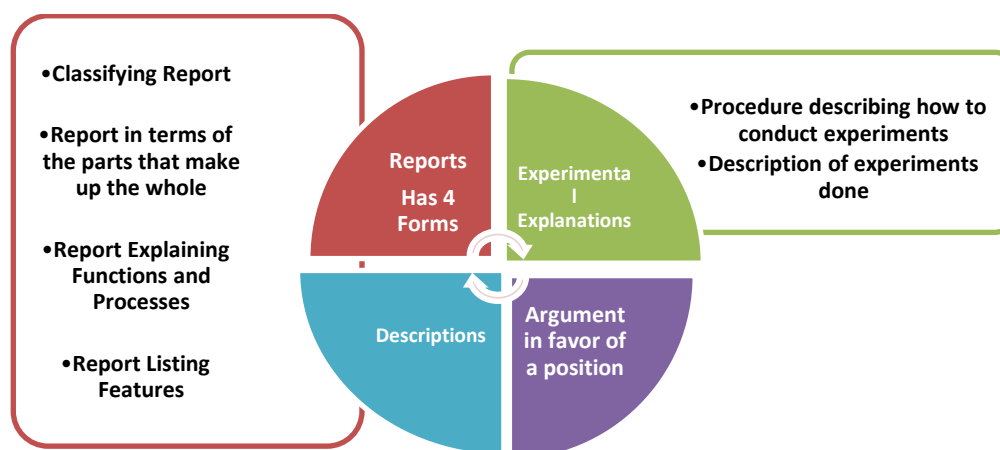 •Classifying Report
•Report in terms of
the parts that make
up the whole
•Report Explaining
Functions and
Processes
•Report Listing
Features
Reports
Has 4
Forms
Experimenta
l
Explanations
•Procedure describing how to
conduct experiments
•Description of experiments
done
Descriptions
Argument
in favor of
a position